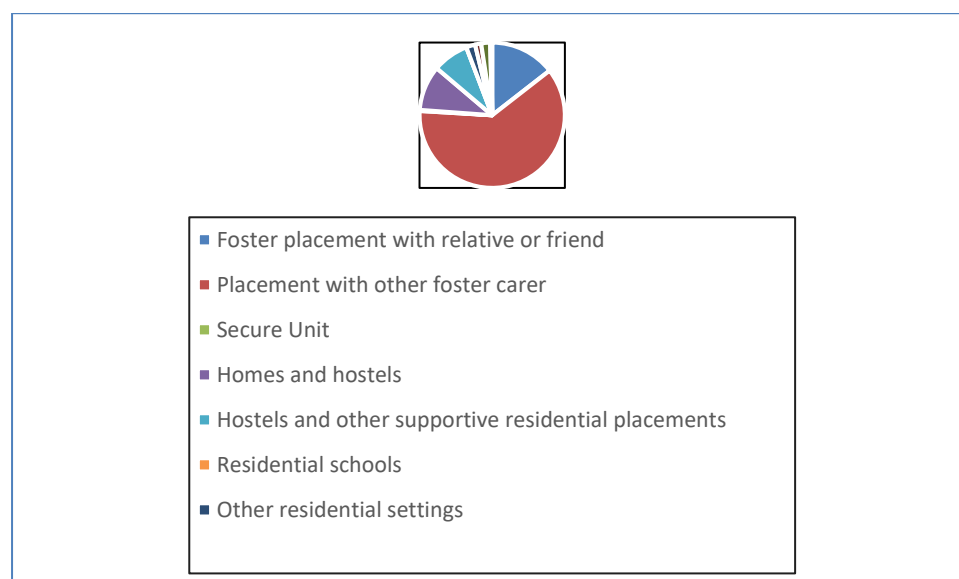 Foster placement with relative or friend
Placement with other foster carer
Secure Unit
Homes and hostels
Hostels and other supportive residential placements
Residential schools
Other residential settings